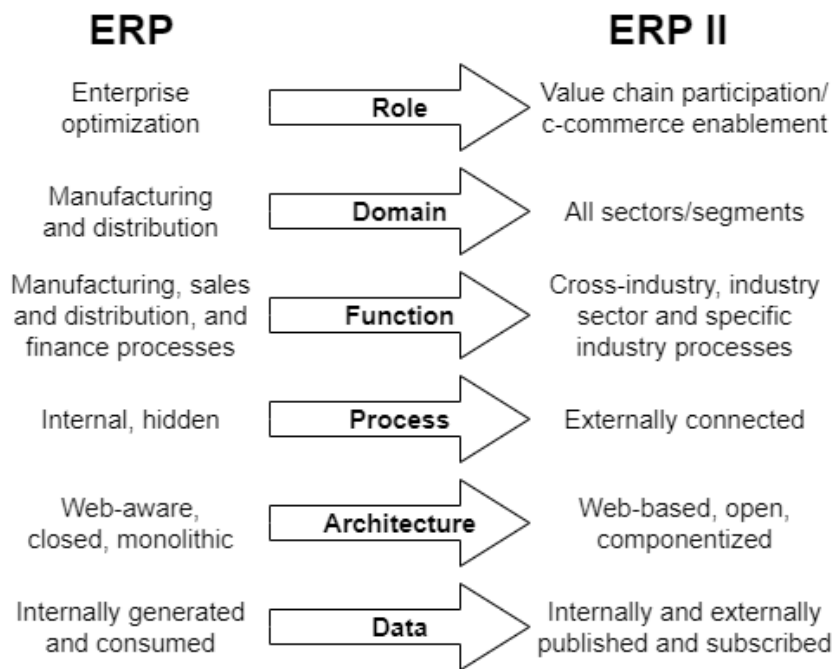 ERP
ERP II
Enterprise
optimization
Role
Value chain participation/
c-commerce enablement
Manufacturing
and distribution
Domain
All sectors/segments
Manufacturing, sales
and distribution, and
finance processes
Function
Cross-industry, industry
sector and specific
industry processes
Internal, hidden
Process
Externally connected
Web-aware,
closed, monolithic
Architecture
Web-based, open,
componentized
Internally generated
and consumed
Data
Internally and externally
published and subscribed